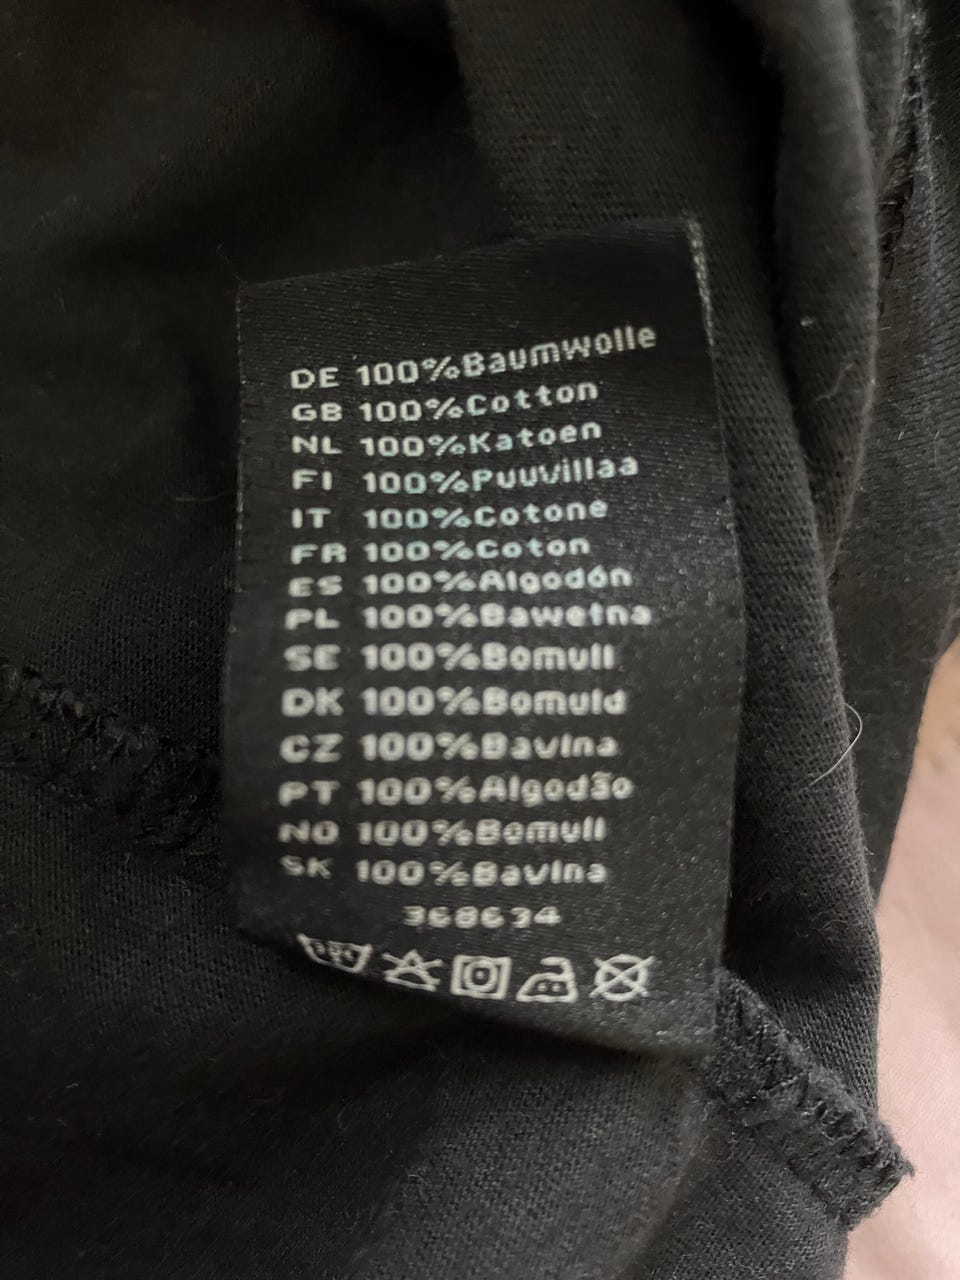 DE 100%Baumwolle
GB 100%Cotton
NL 100%Katoen
FI 100%Puuvillaa
IT 100%Cotone
FR 100%Coton
ES 100%Algodón
PL 100%Bawełna
SE 100%Bomull
DK 100%Bomuld
CZ 100%Bavlna
PT 100%Algodão
NO 100%Bomull
SK 100%Bavlna
368634